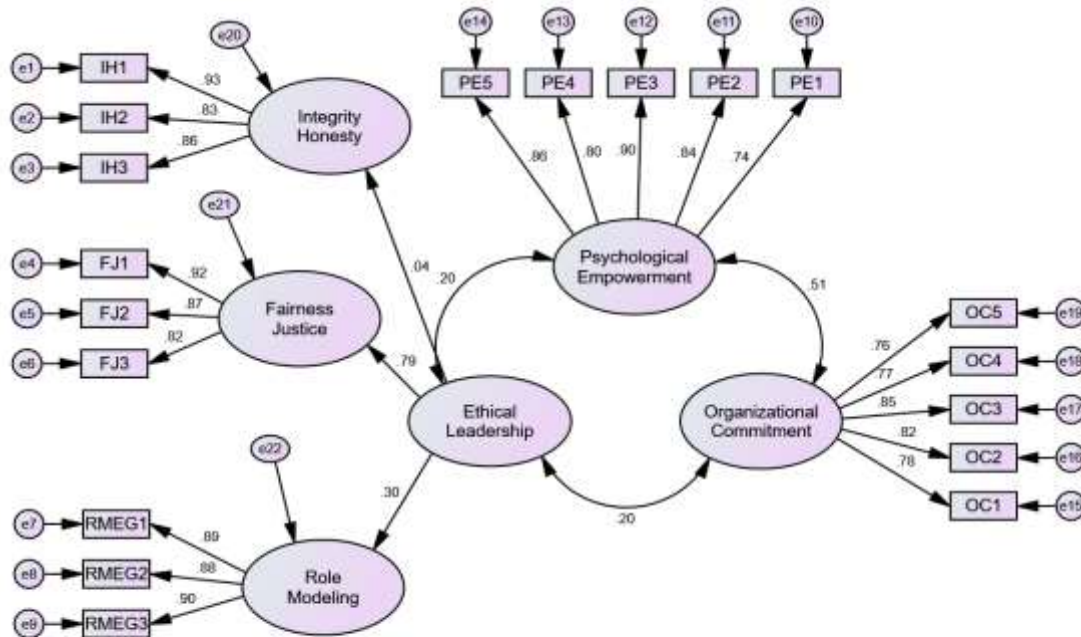 e14
e13
e12
e11
e10
PE5
PE4
PE3
PE2
PE1
.86
.80
.90
.84
.74
Psychological
Empowerment
e20
e1
IH1
.93
e2
IH2
.83
e3
IH3
.86
Integrity
Honesty
.04
.20
.51
e21
e4
FJ1
.92
e5
FJ2
.87
e6
FJ3
.82
Fairness
Justice
.79
Ethical
Leadership
Organizational
Commitment
.76
OC5
e19
.77
OC4
e18
.85
OC3
e17
.82
OC2
e16
.78
OC1
e15
.20
e22
.30
e7
RMEG1
.89
e8
RMEG2
.88
e9
RMEG3
.90
Role
Modeling